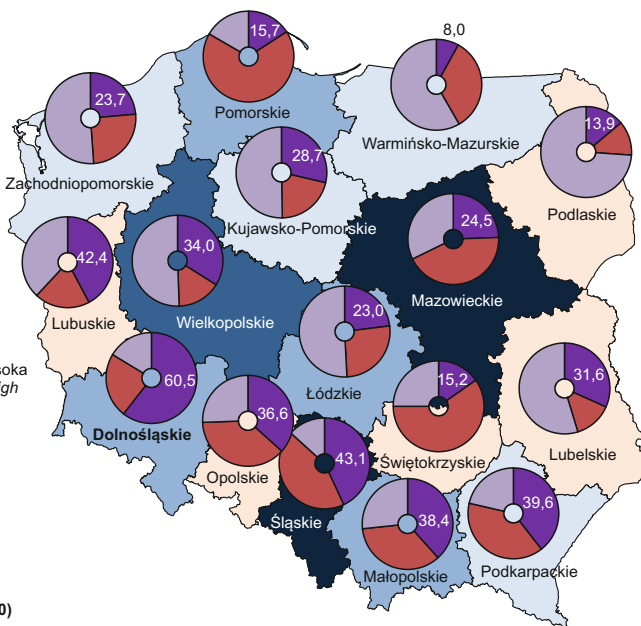 15,7
8,0
Pomorskie
23,7
Warmińsko-Mazurskie
13,9
Zachodniopomorskie
28,7
Kujawsko-Pomorskie
Podlaskie
42,4
34,0
24,5
Lubuskie
Wielkopolskie
Mazowieckie
23,0
soka
igh
60,5
Łódzkie
15,2
31,6
Dolnośląskie
36,6
Opolskie
Świętokrzyskie
Lubelskie
43,1
Śląskie
38,4
39,6
Małopolskie
Podkarpackie
0)